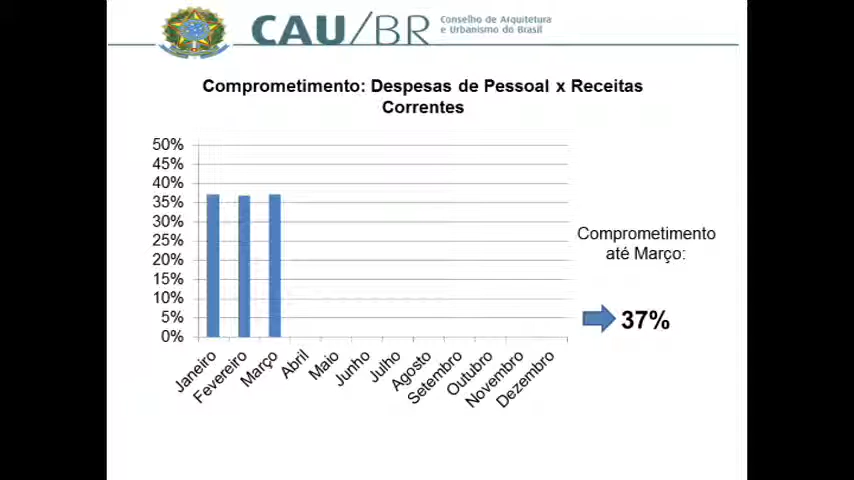 CAU/BR
Conselho de Arquitetura
e Urbanismo do Brasil
Comprometimento: Despesas de Pessoal x Receitas
Correntes
50%
45%
40%
35%
30%
25%
20%
15%
10%
5%
0%
Janeiro
Fevereiro
Março
Abril
Maio
Junho
Julho
Agosto
Setembro
Outubro
Novembro
Dezembro
Comprometimento
até Março:
37%